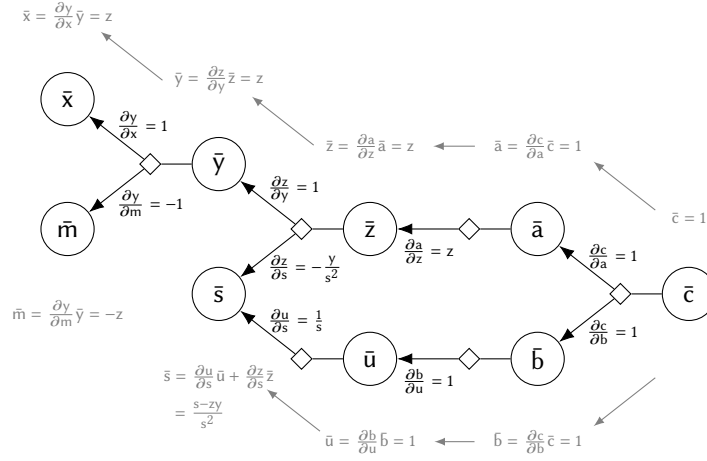 x̄ = ∂y/∂x ȳ = z
ȳ = ∂z/∂y z̄ = z
x̄
∂y/∂x = 1
z̄ = ∂a/∂z ā = z
ā = ∂c/∂a c̄ = 1
ȳ
∂y/∂m = -1
∂z/∂y = 1
c̄ = 1
m̄
z̄
ā
∂a/∂z = z
∂c/∂a = 1
∂z/∂s = -y/s²
s̄
c̄
m̄ = ∂y/∂m ȳ = -z
∂u/∂s = 1/s
∂c/∂b = 1
ū
b̄
∂b/∂u = 1
s̄ = ∂u/∂s ū + ∂z/∂s z̄
= s-zy/s²
ū = ∂b/∂u b̄ = 1
b̄ = ∂c/∂b c̄ = 1